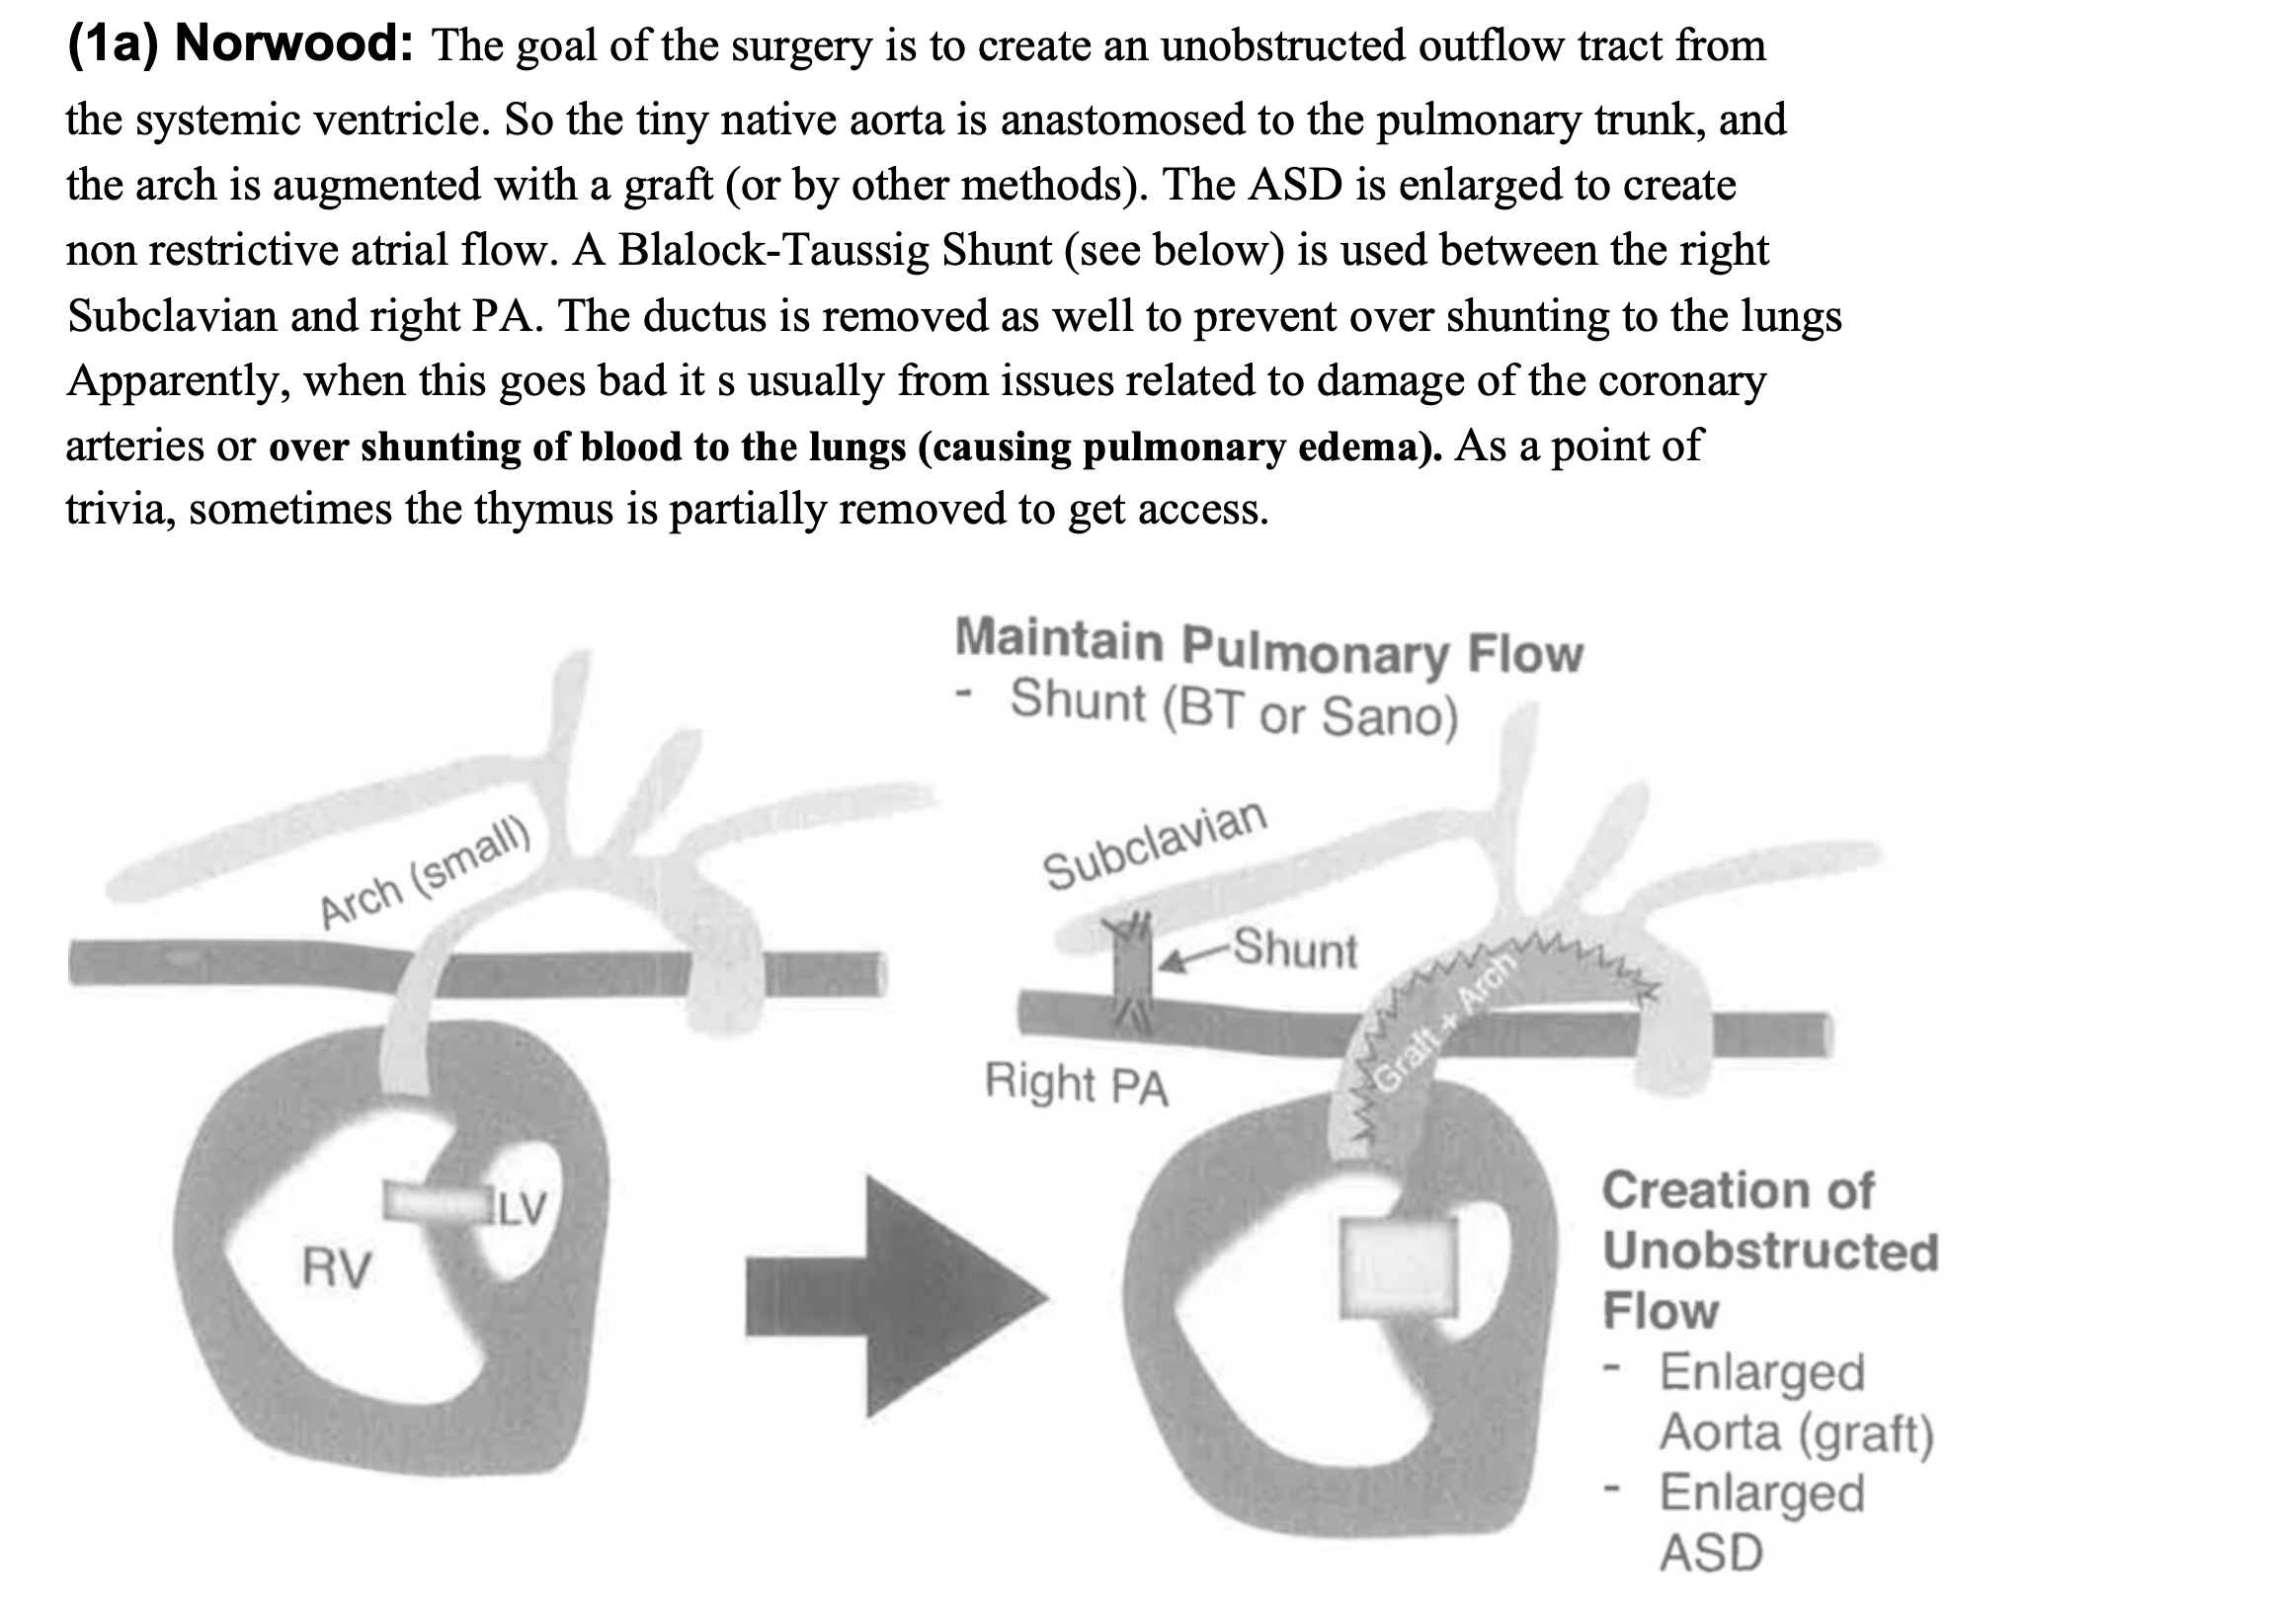 (1a) Norwood: The goal of the surgery is to create an unobstructed outflow tract from
the systemic ventricle. So the tiny native aorta is anastomosed to the pulmonary trunk, and
the arch is augmented with a graft (or by other methods). The ASD is enlarged to create
non restrictive atrial flow. A Blalock-Taussig Shunt (see below) is used between the right
Subclavian and right PA. The ductus is removed as well to prevent over shunting to the lungs
Apparently, when this goes bad it s usually from issues related to damage of the coronary
arteries or over shunting of blood to the lungs (causing pulmonary edema). As a point of
trivia, sometimes the thymus is partially removed to get access.
Arch (small)
RV
LV
Maintain Pulmonary Flow
- Shunt (BT or Sano)
Subclavian
Shunt
Graft + Arch
Right PA
Creation of
Unobstructed
Flow
- Enlarged
Aorta (graft)
- Enlarged
ASD